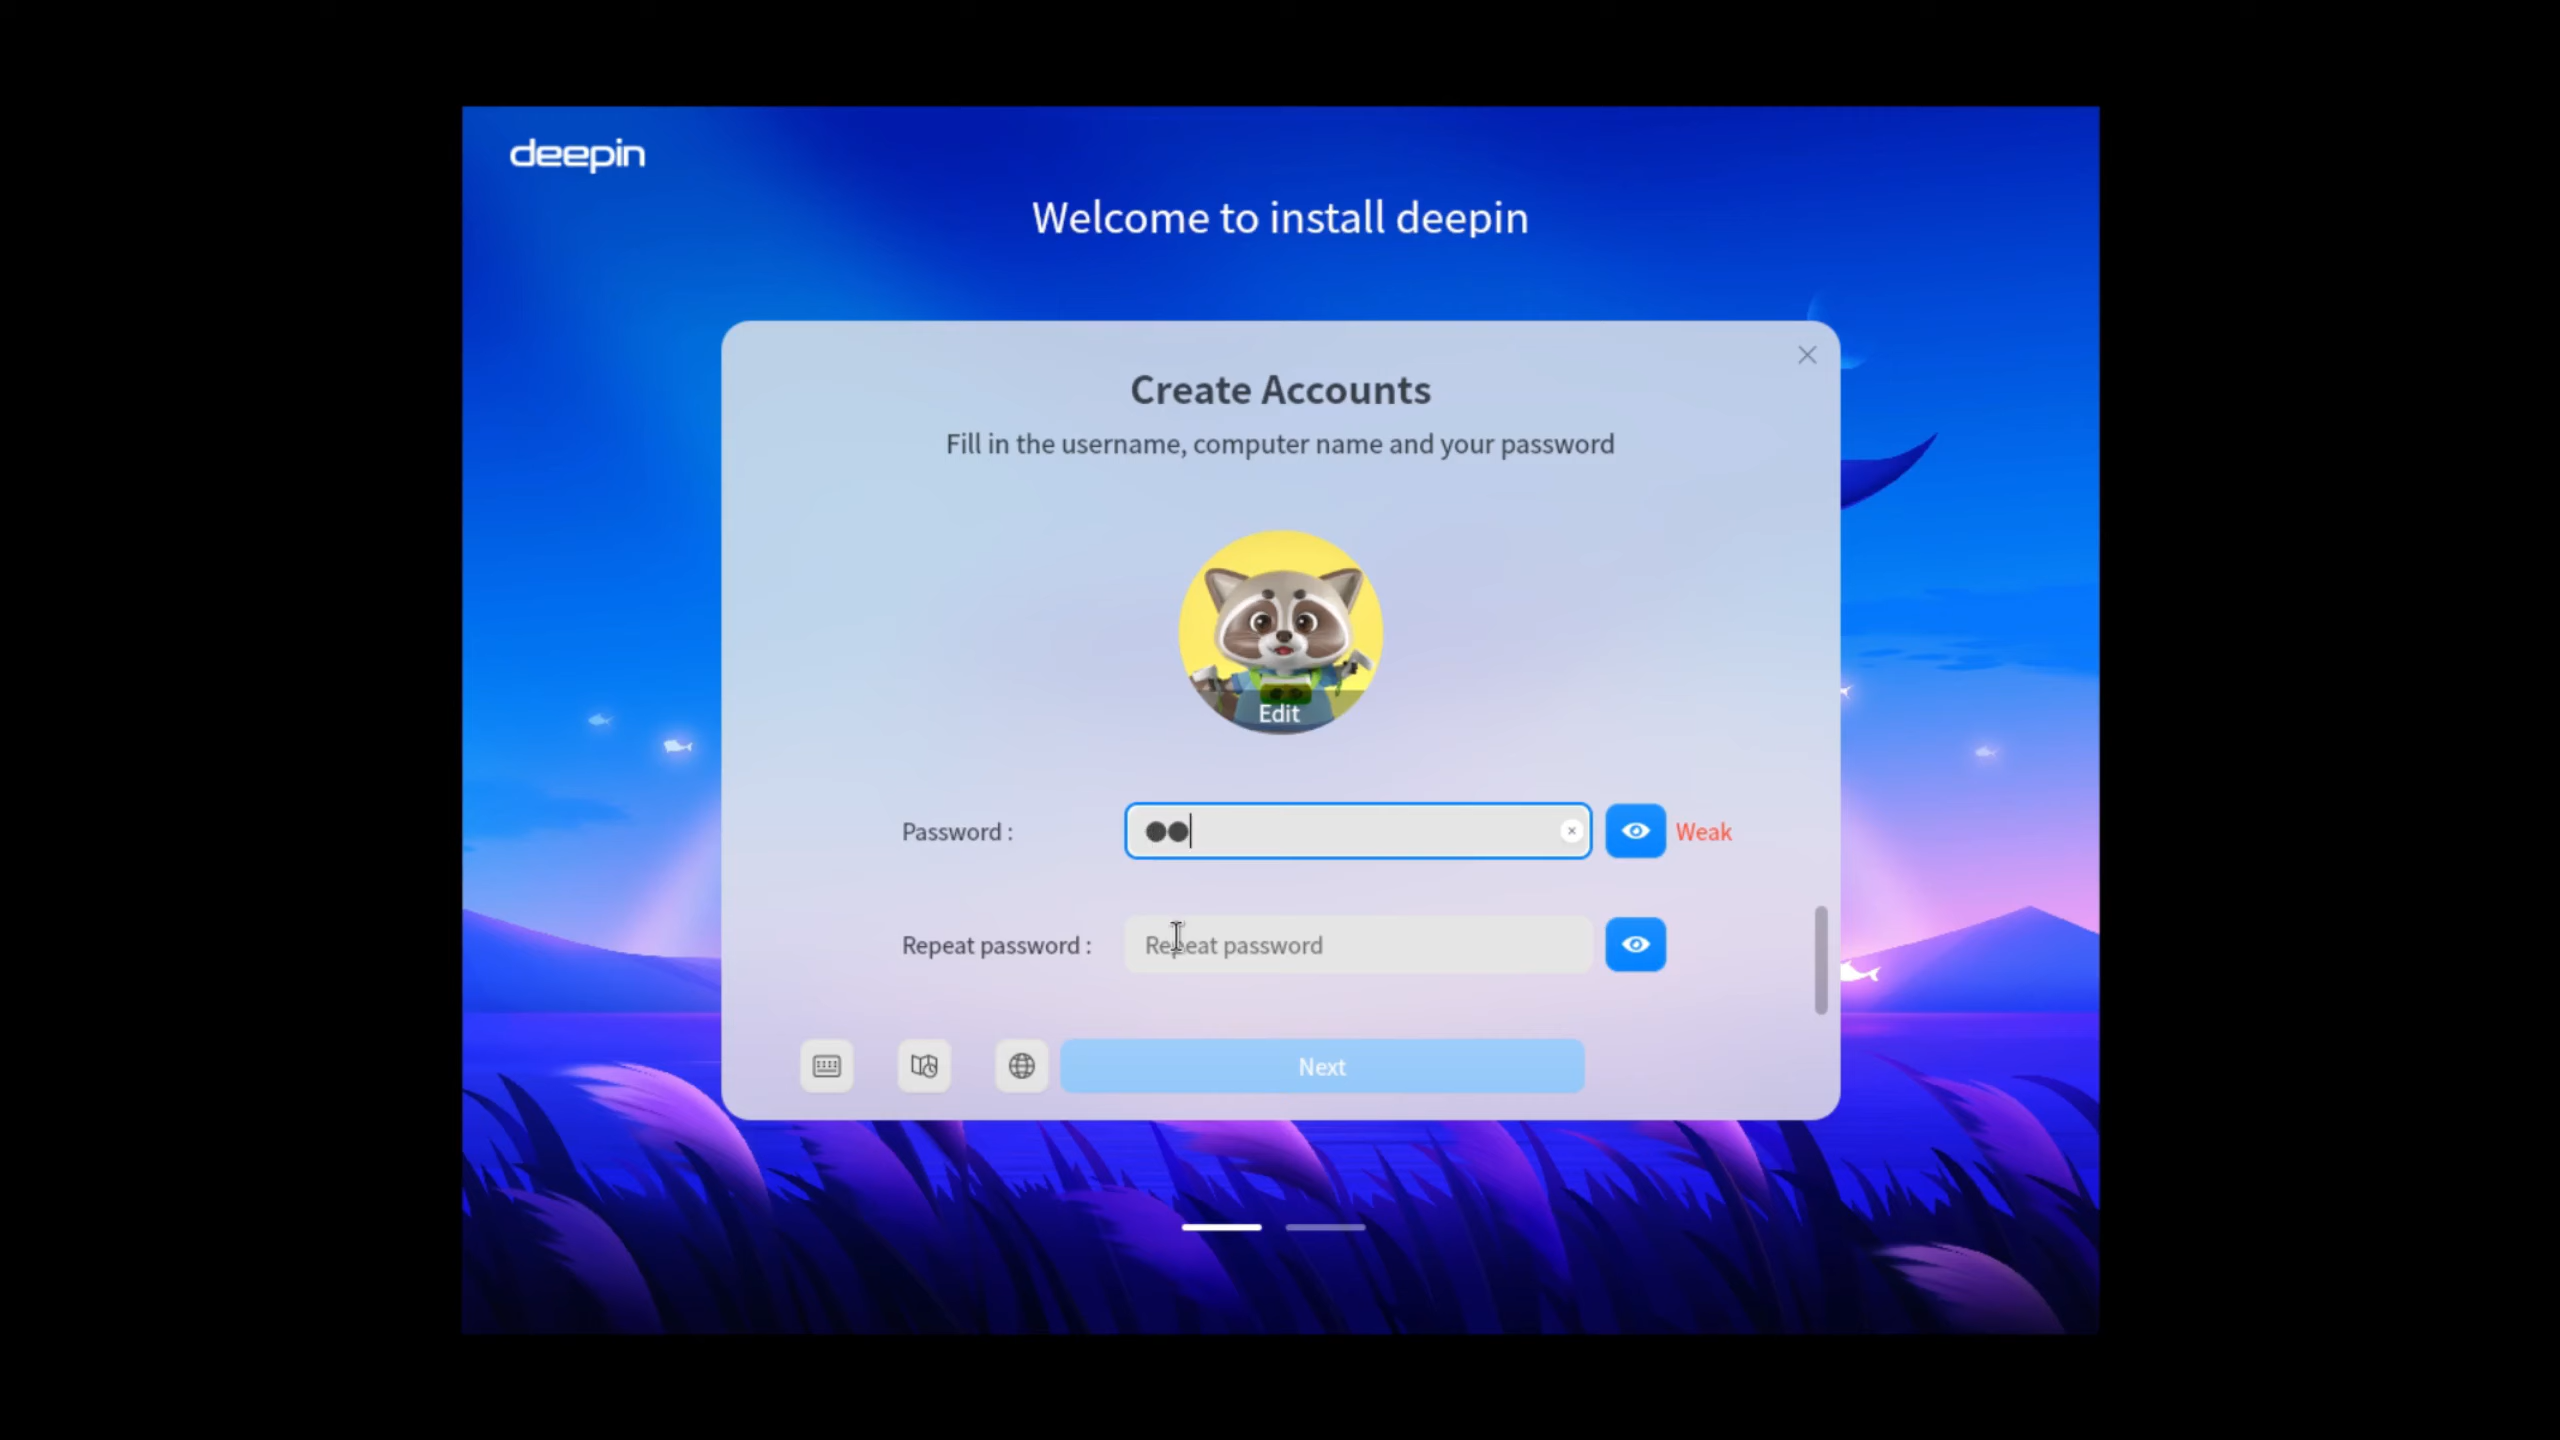 deepin
Welcome to install deepin
Create Accounts
Fill in the username, computer name and your password
Edit
Password :
●●
Weak
Repeat password :
Repeat password
Next